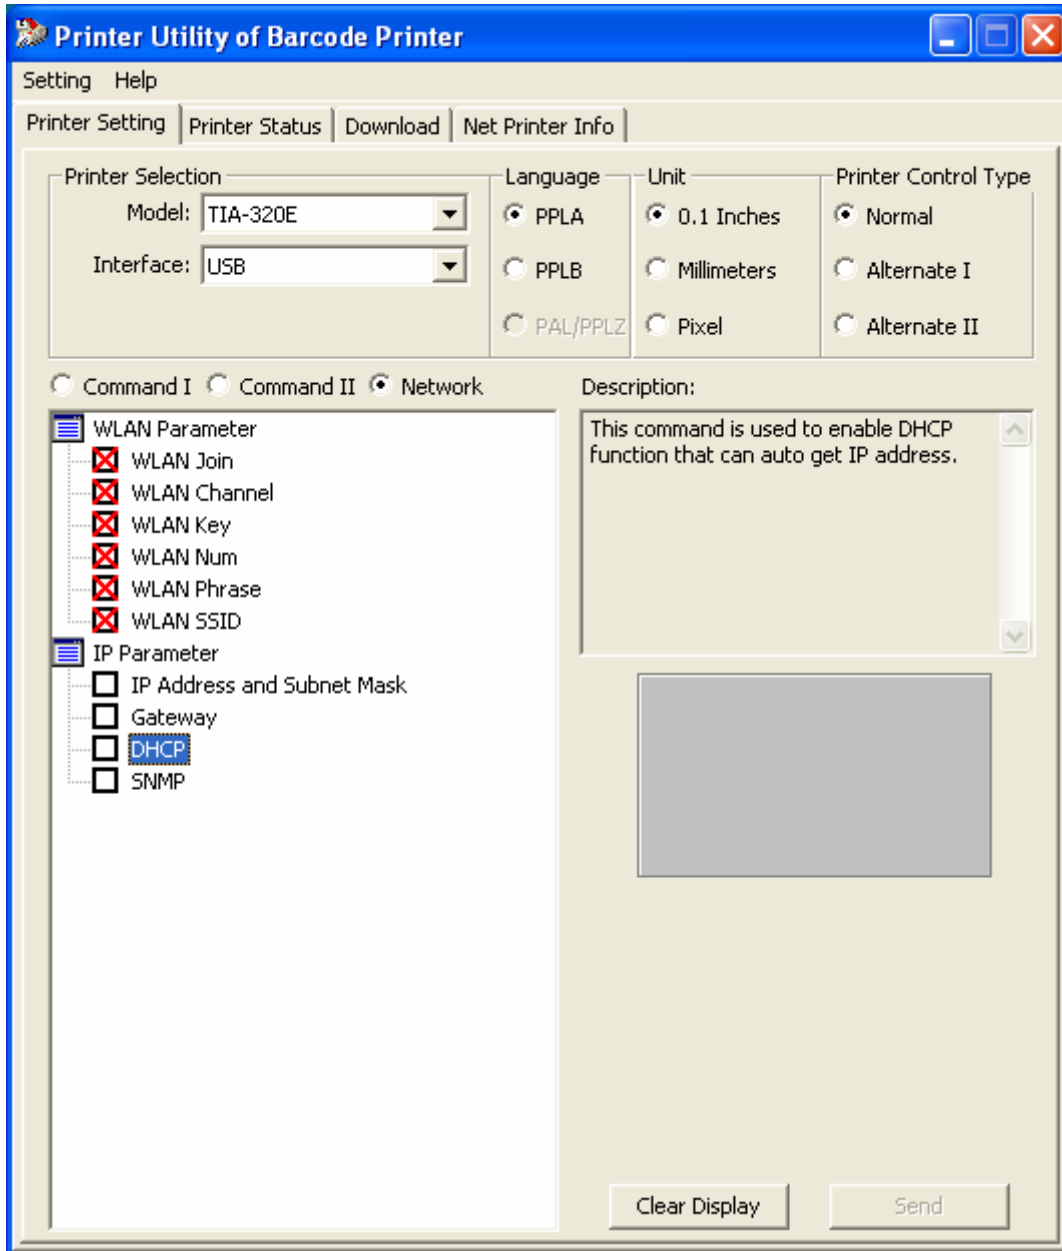 Printer Utility of Barcode Printer
Setting Help
Printer Setting Printer Status Download Net Printer Info
Printer Selection
Model: TIA-320E
Interface: USB
Language
PPLA
PPLB
PAL/PPLZ
Unit
0.1 Inches
Millimeters
Pixel
Printer Control Type
Normal
Alternate I
Alternate II
Command I Command II Network
WLAN Parameter
WLAN Join
WLAN Channel
WLAN Key
WLAN Num
WLAN Phrase
WLAN SSID
IP Parameter
IP Address and Subnet Mask
Gateway
DHCP
SNMP
Description:
This command is used to enable DHCP
function that can auto get IP address.
Clear Display Send